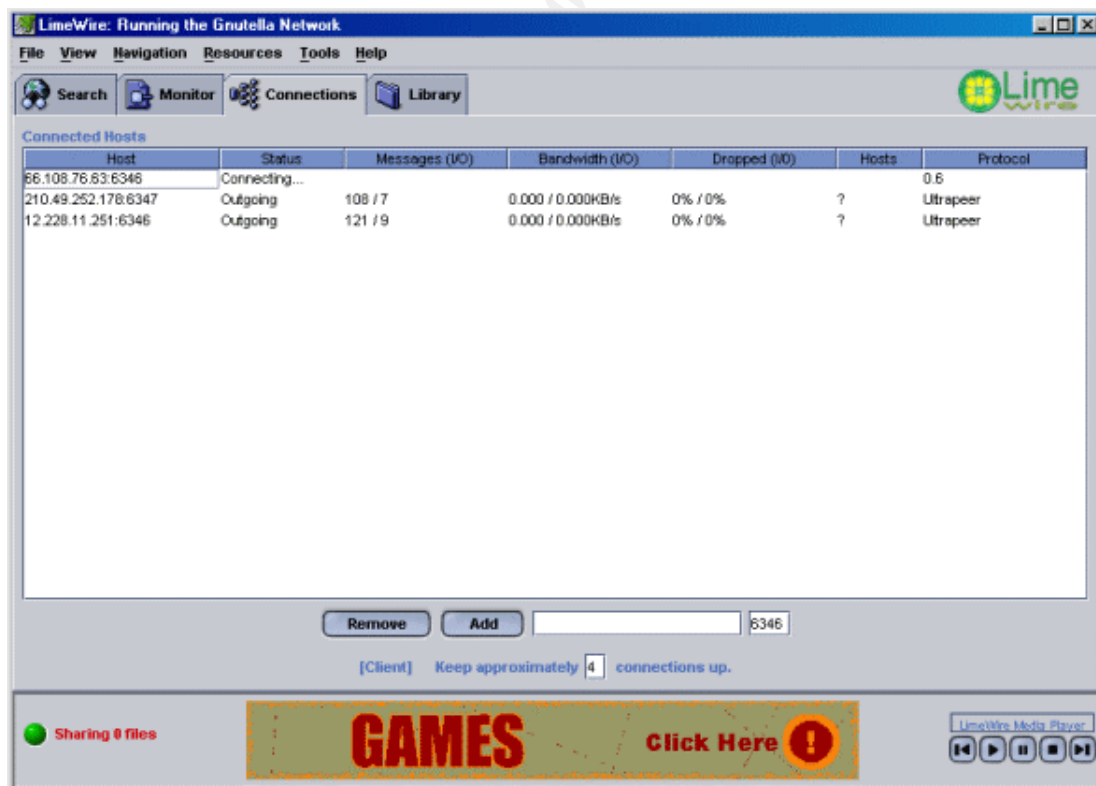 LimeWire: Running the Gnutella Network
File View Navigation Resources Tools Help
Search Monitor Connections Library
Lime wire
Connected Hosts
Host Status Messages (I/O) Bandwidth (I/O) Dropped (I/O) Hosts Protocol
66.108.76.63:6346 Connecting... 0.6
210.49.252.178:6347 Outgoing 108 / 7 0.000 / 0.000KB/s 0% / 0% ? Ultrapeer
12.228.11.251:6346 Outgoing 121 / 9 0.000 / 0.000KB/s 0% / 0% ? Ultrapeer
Remove Add 6346
[Client] Keep approximately 4 connections up.
Sharing 0 files
GAMES Click Here !
LimeWire Media Player